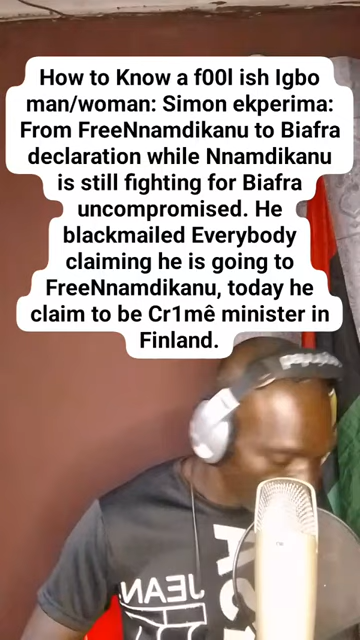 How to Know a f00l ish Igbo
man/woman: Simon ekperima:
From FreeNnamdikanu to Biafra
declaration while Nnamdikanu
is still fighting for Biafra
uncompromised. He
blackmailed Everybody
claiming he is going to
FreeNnamdikanu, today he
claim to be Cr1mê minister in
Finland.
JEAN